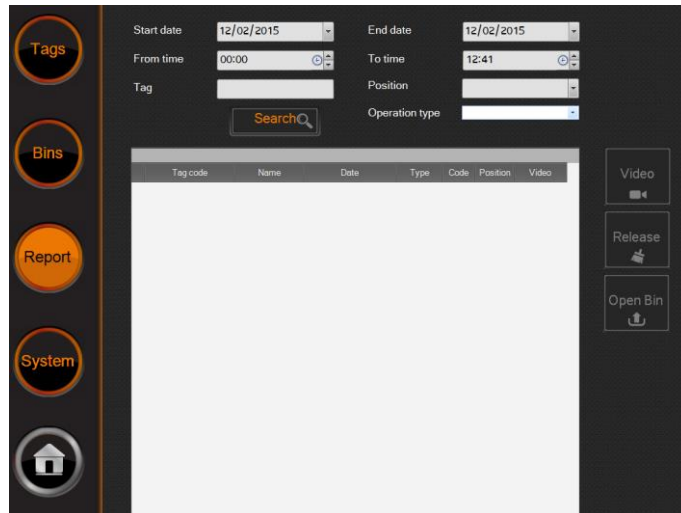 Tags
Bins
Report
System
Start date 12/02/2015 End date 12/02/2015
From time 00:00 To time 12:41
Tag Position
Search Operation type
Tag code Name Date Type Code Position Video
Video
Release
Open Bin